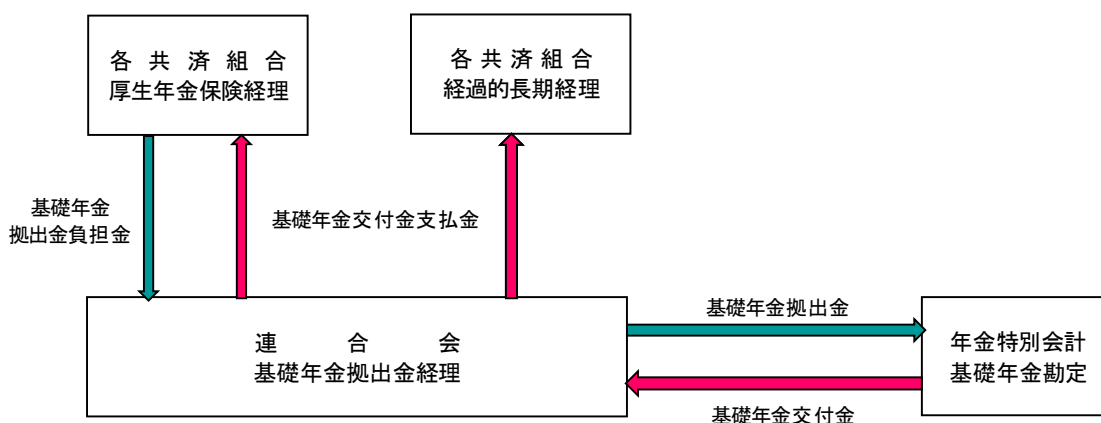 各共済組合
厚生年金保険経理
各共済組合
経過的長期経理
基礎年金
拠出金負担金
基礎年金交付金支払金
連合会
基礎年金拠出金経理
基礎年金拠出金
年金特別会計
基礎年金勘定
基礎年金交付金